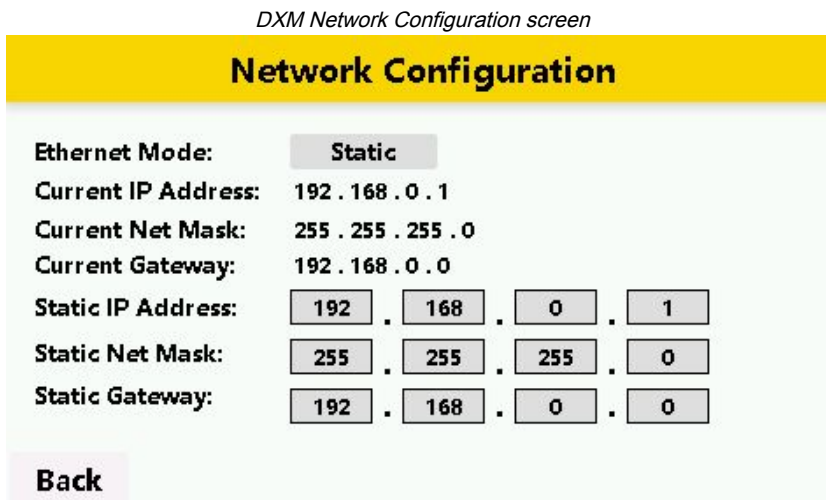 DXM Network Configuration screen
Network Configuration
Ethernet Mode: Static
Current IP Address: 192 . 168 . 0 . 1
Current Net Mask: 255 . 255 . 255 . 0
Current Gateway: 192 . 168 . 0 . 0
Static IP Address: 192 . 168 . 0 . 1
Static Net Mask: 255 . 255 . 255 . 0
Static Gateway: 192 . 168 . 0 . 0
Back